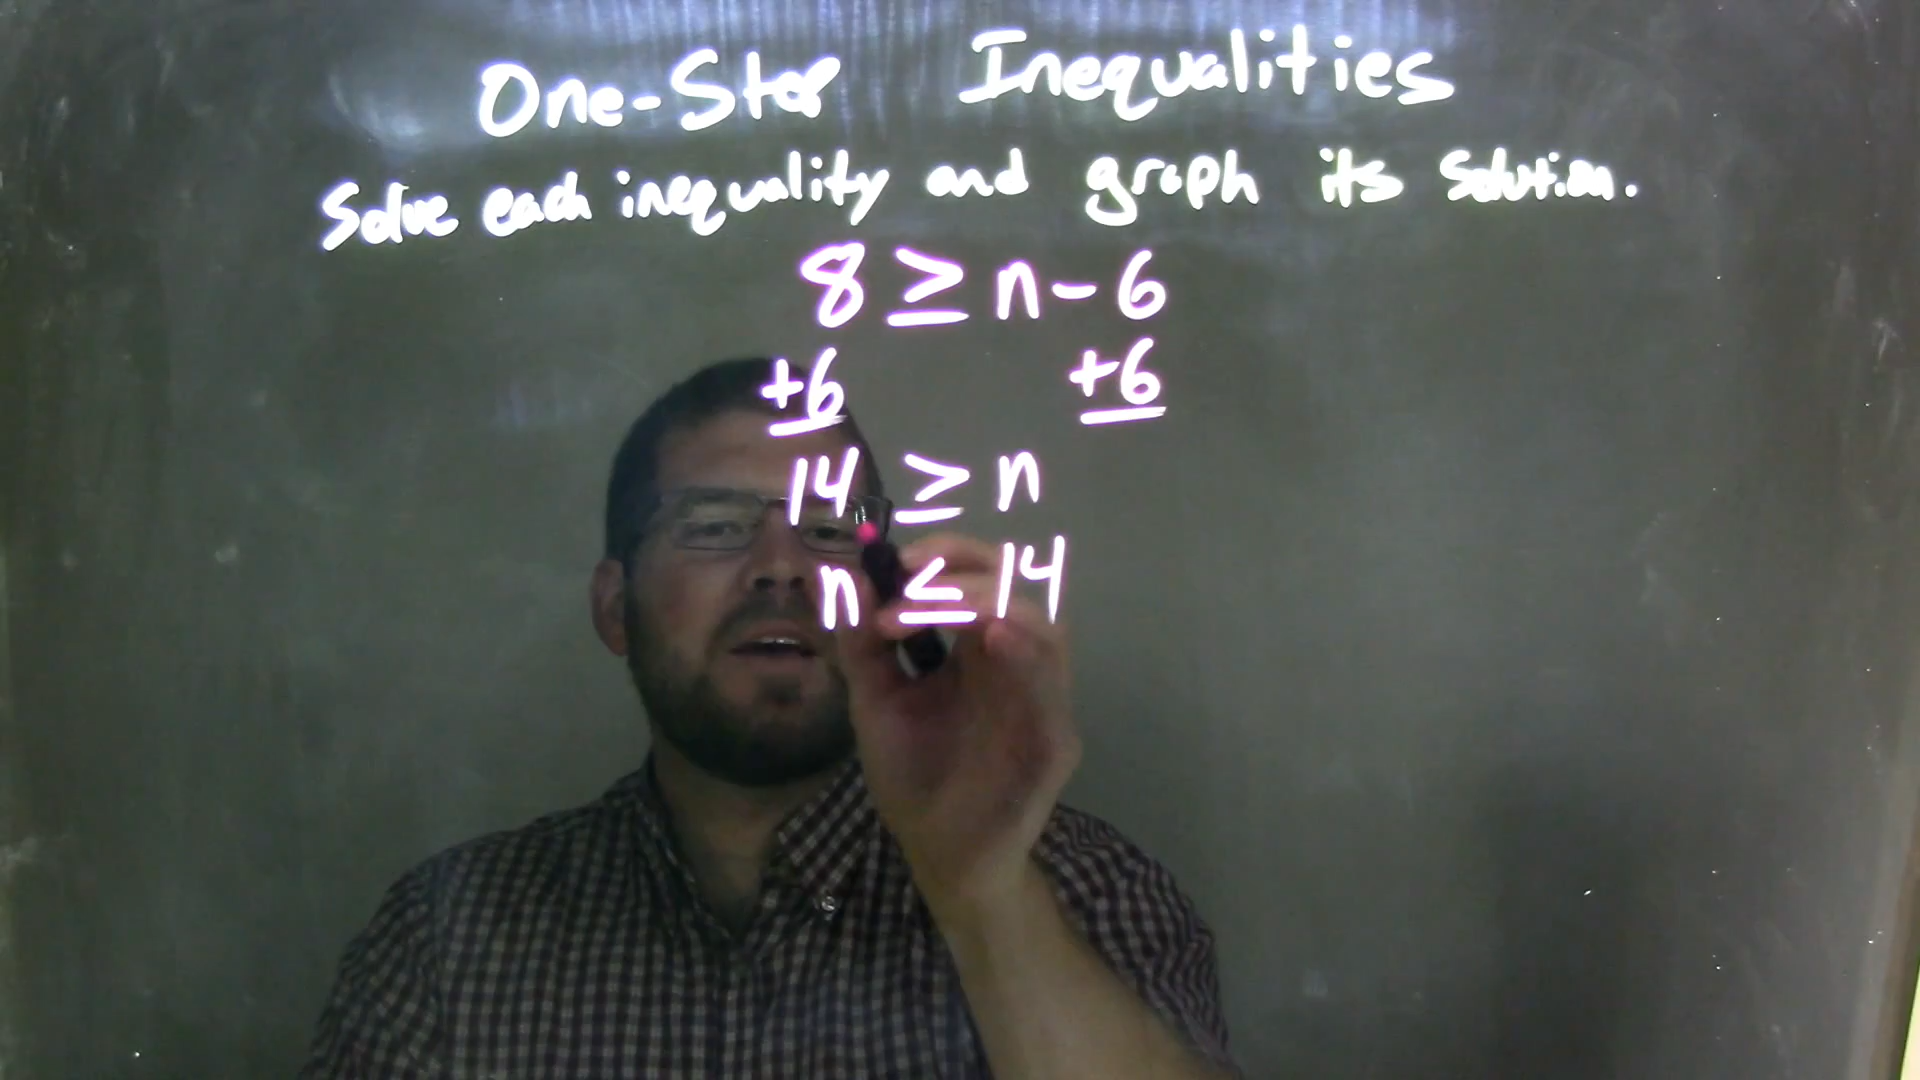 One-Step Inequalities
Solve each inequality and graph its solution.
8 ≥ n - 6
+6 +6
14 ≥ n
n ≤ 14